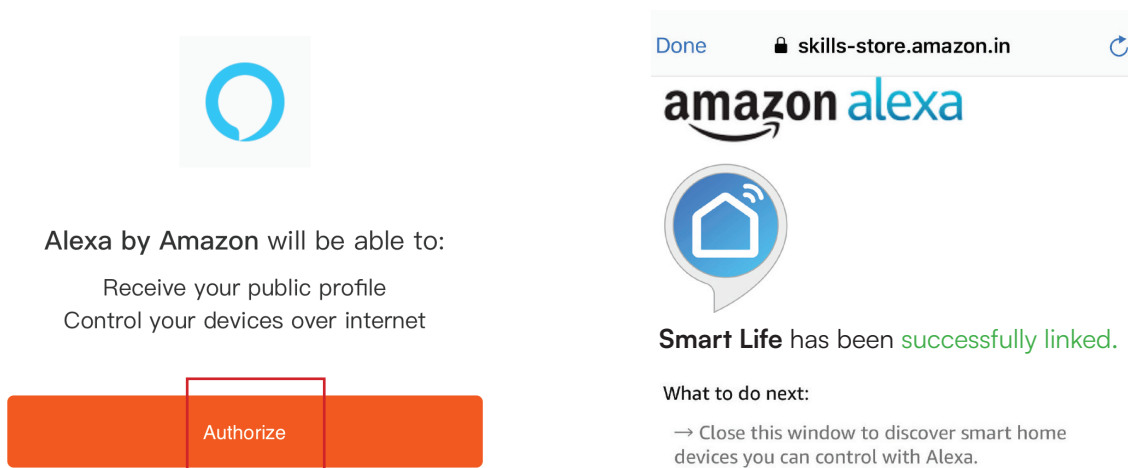 Alexa by Amazon will be able to:
Receive your public profile
Control your devices over internet
Authorize
Done skills-store.amazon.in
amazon alexa
Smart Life has been successfully linked.
What to do next:
→ Close this window to discover smart home
devices you can control with Alexa.